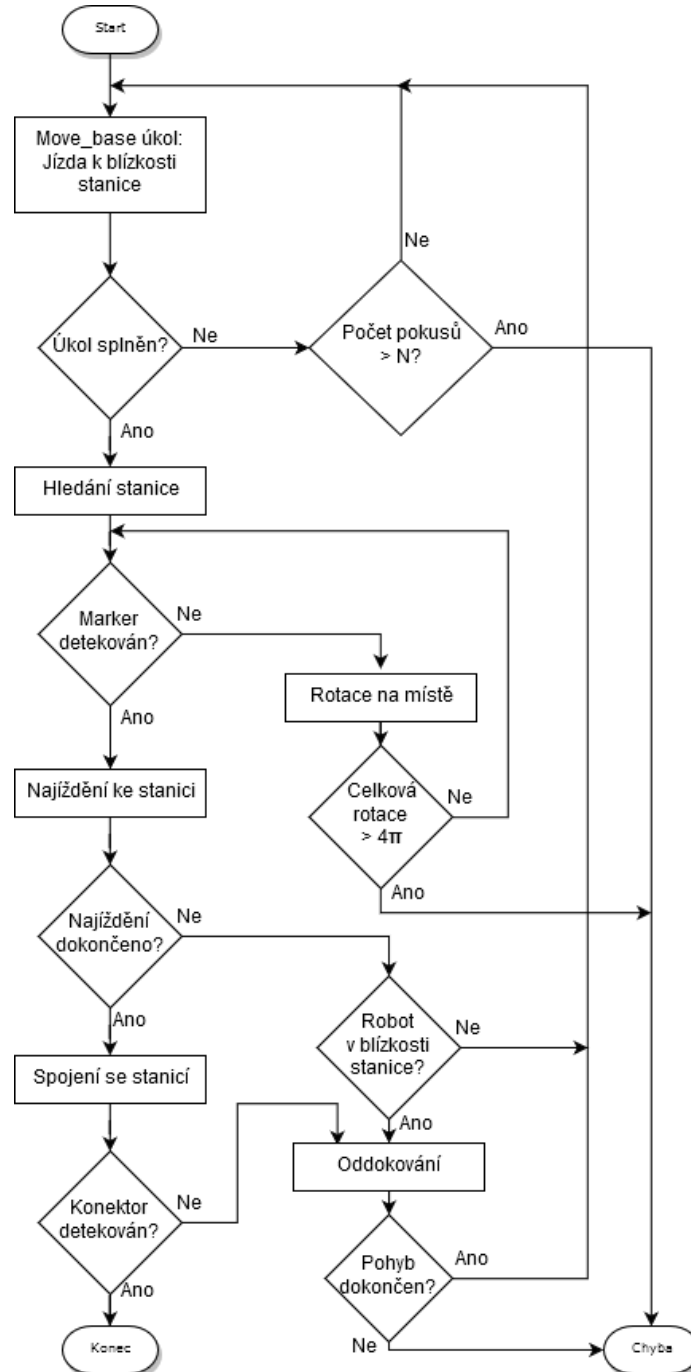 Start
Move_base úkol:
Jízda k blízkosti
stanice
Ne
Úkol splněn?
Ne
Počet pokusů
> N?
Ano
Ano
Hledání stanice
Marker
detekován?
Ne
Rotace na místě
Ano
Najíždění ke stanici
Celková
rotace
> 4π
Ne
Ano
Najíždění
dokončeno?
Ne
Robot
v blízkosti
stanice?
Ne
Ano
Spojení se stanicí
Ano
Oddokování
Konektor
detekován?
Ne
Pohyb
dokončen?
Ano
Ano
Ne
Konec
Chyba